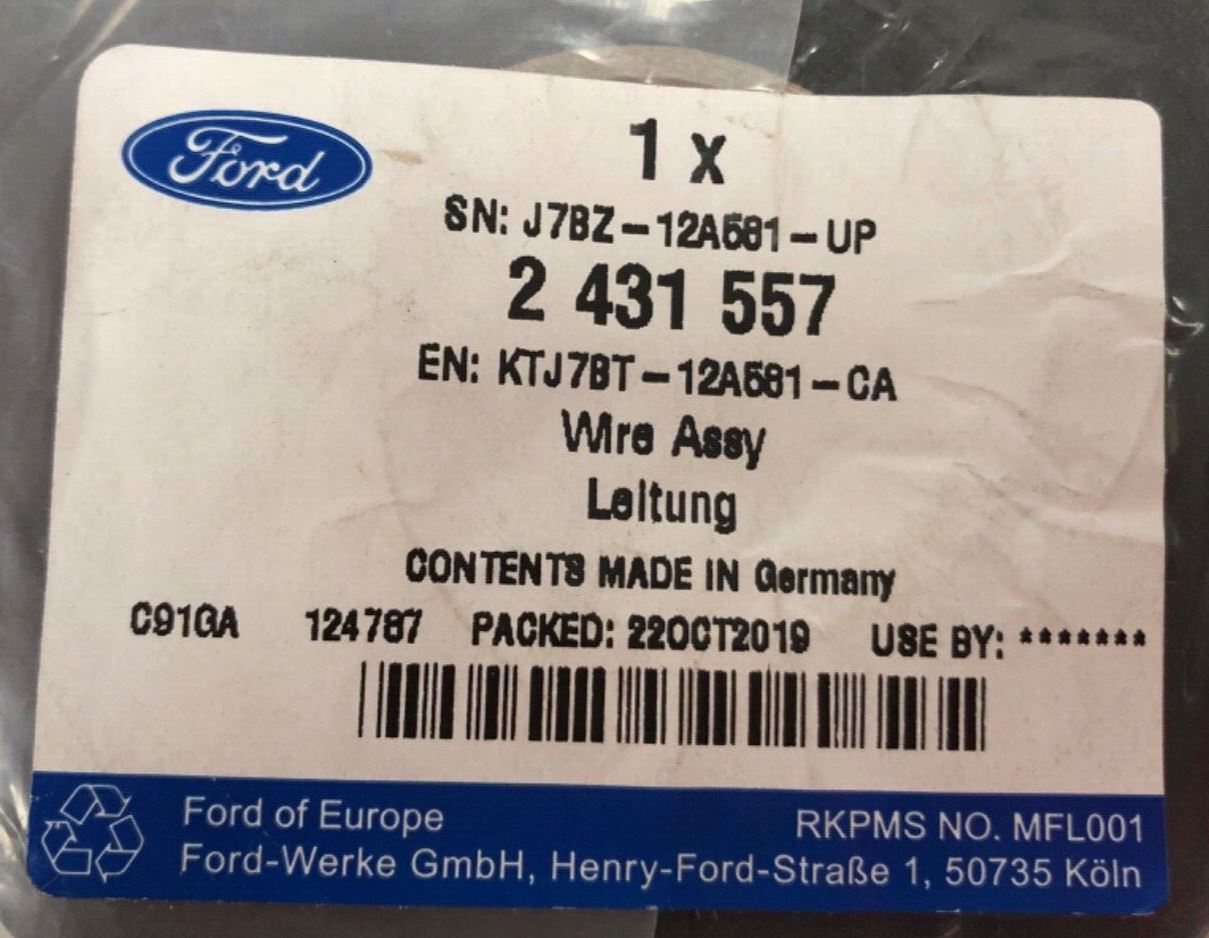 Ford
1 x
SN: J7BZ-12A581-UP
2 431 557
EN: KTJ7BT-12A581-CA
Wire Assy
Leitung
CONTENTS MADE IN Germany
C91GA 124787 PACKED: 22OCT2019 USE BY: *******
Ford of Europe
RKPMS NO. MFL001
Ford-Werke GmbH, Henry-Ford-Straße 1, 50735 Köln